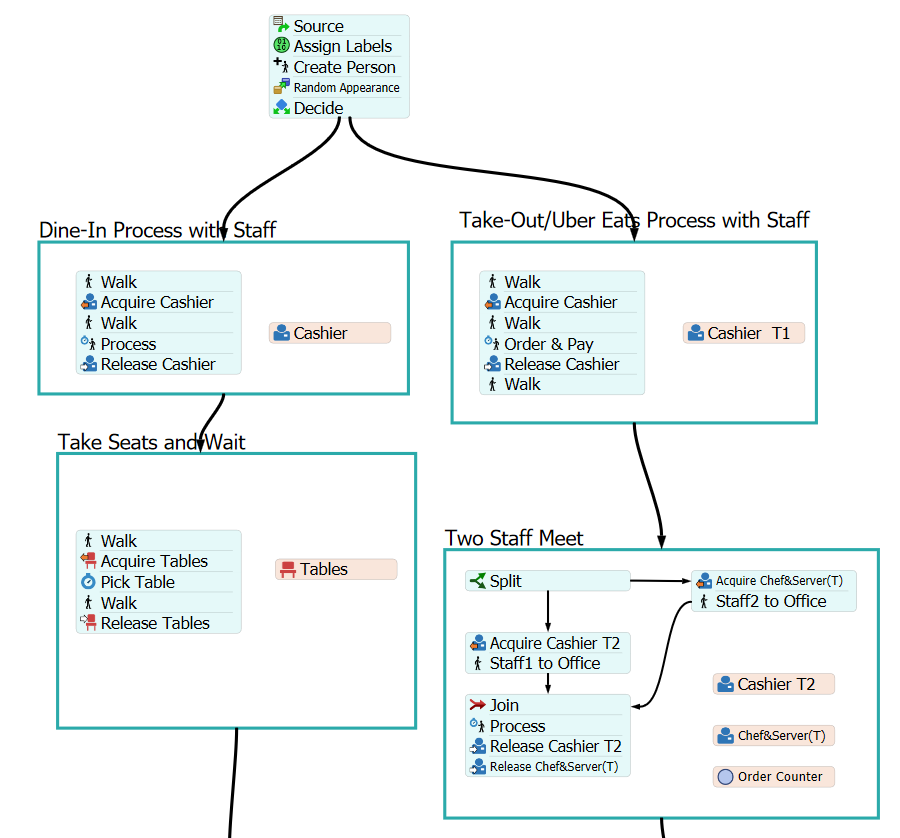 Source
Assign Labels
Create Person
Random Appearance
Decide
Dine-In Process with Staff
Walk
Acquire Cashier
Walk
Process
Release Cashier
Cashier
Take-Out/Uber Eats Process with Staff
Walk
Acquire Cashier
Walk
Order & Pay
Release Cashier
Walk
Cashier T1
Take Seats and Wait
Walk
Acquire Tables
Pick Table
Walk
Release Tables
Tables
Two Staff Meet
Split
Acquire Chef&Server(T)
Staff2 to Office
Acquire Cashier T2
Staff1 to Office
Join
Process
Release Cashier T2
Release Chef&Server(T)
Cashier T2
Chef&Server(T)
Order Counter